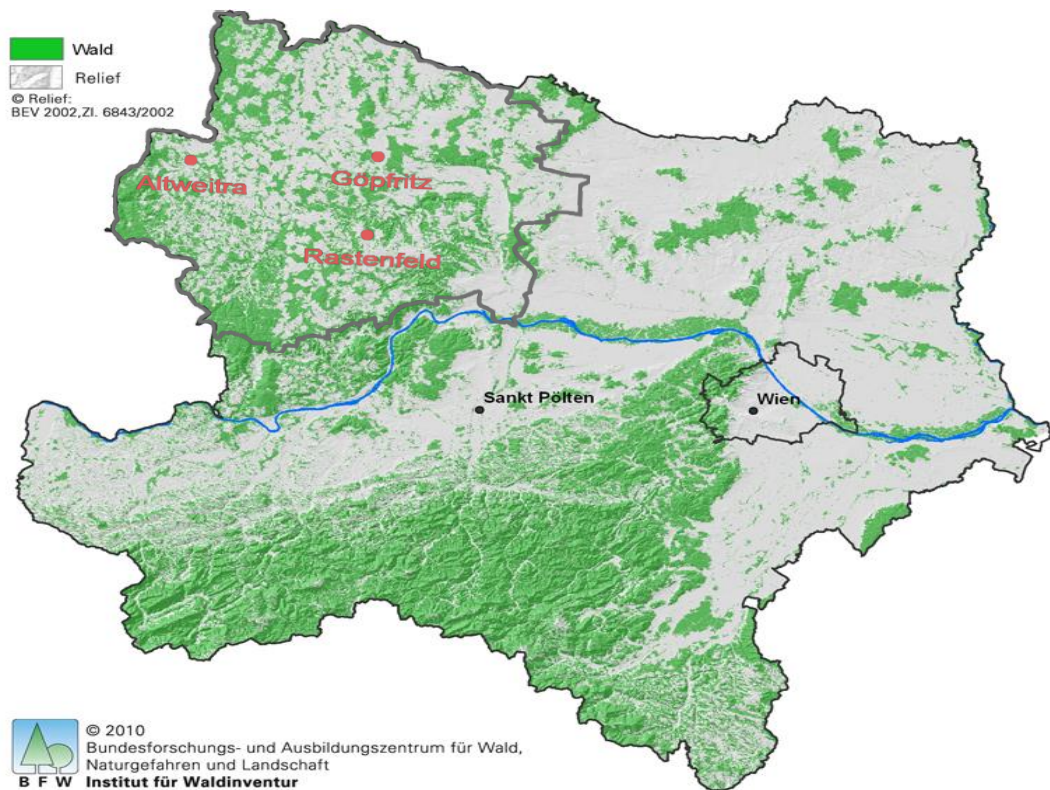 Wald
Relief
© Relief:
BEV 2002,Zl. 6843/2002
Altweitra
Göpfritz
Rastenfeld
Sankt Pölten
Wien
© 2010
Bundesforschungs- und Ausbildungszentrum für Wald,
Naturgefahren und Landschaft
BFW Institut für Waldinventur